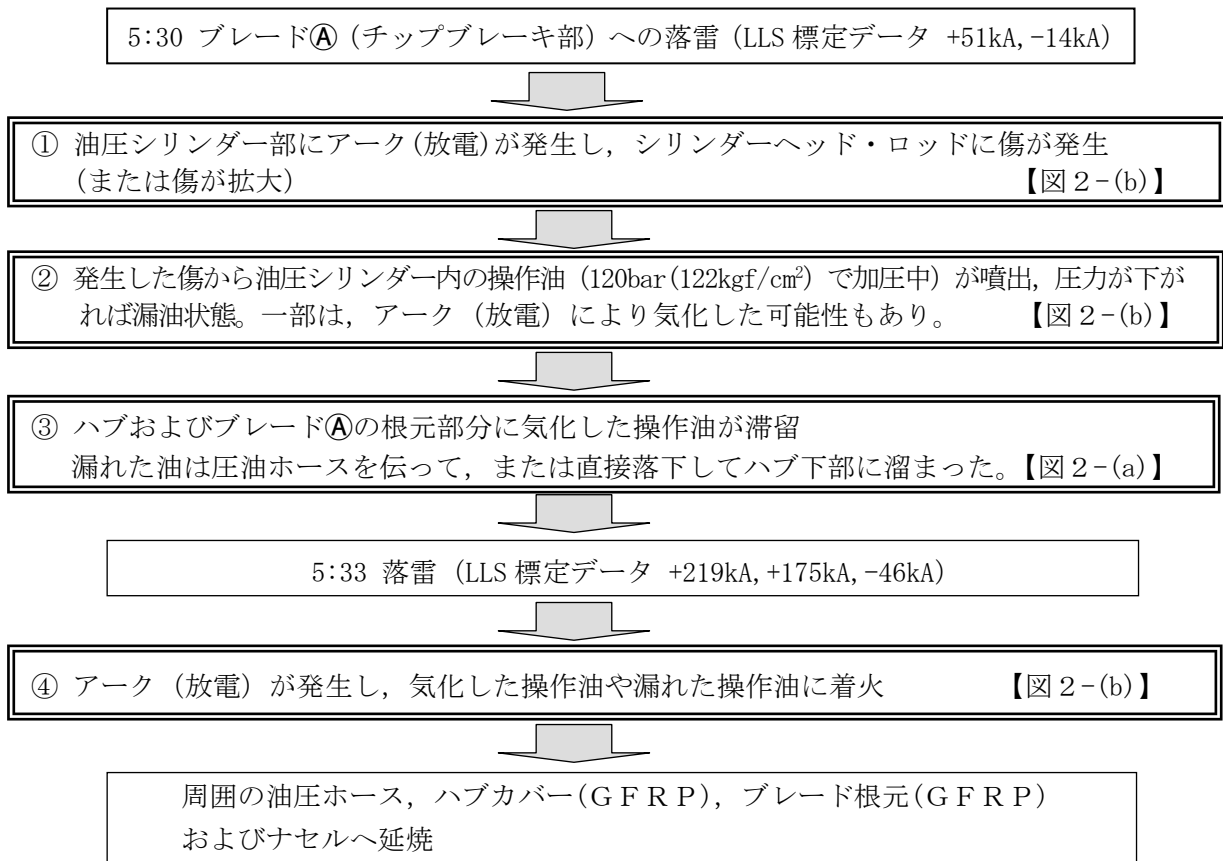 5:30 ブレードⒶ（チップブレーキ部）への落雷（LLS標定データ +51kA,-14kA）
① 油圧シリンダー部にアーク(放電)が発生し，シリンダーヘッド・ロッドに傷が発生
(または傷が拡大) 【図２-(b)】
② 発生した傷から油圧シリンダー内の操作油（120bar(122kgf/c㎡）で加圧中）が噴出，圧力が下が
れば漏油状態。一部は，アーク（放電）により気化した可能性もあり。 【図２-(b)】
③ ハブおよびブレードⒶの根元部分に気化した操作油が滞留
漏れた油は圧油ホースを伝って，または直接落下してハブ下部に溜まった。【図２-(a)】
5:33 落雷（LLS標定データ +219kA,+175kA,-46kA）
④ アーク（放電）が発生し，気化した操作油や漏れた操作油に着火 【図２-(b)】
周囲の油圧ホース，ハブカバー(ＧＦＲＰ)，ブレード根元(ＧＦＲＰ)
およびナセルへ延焼